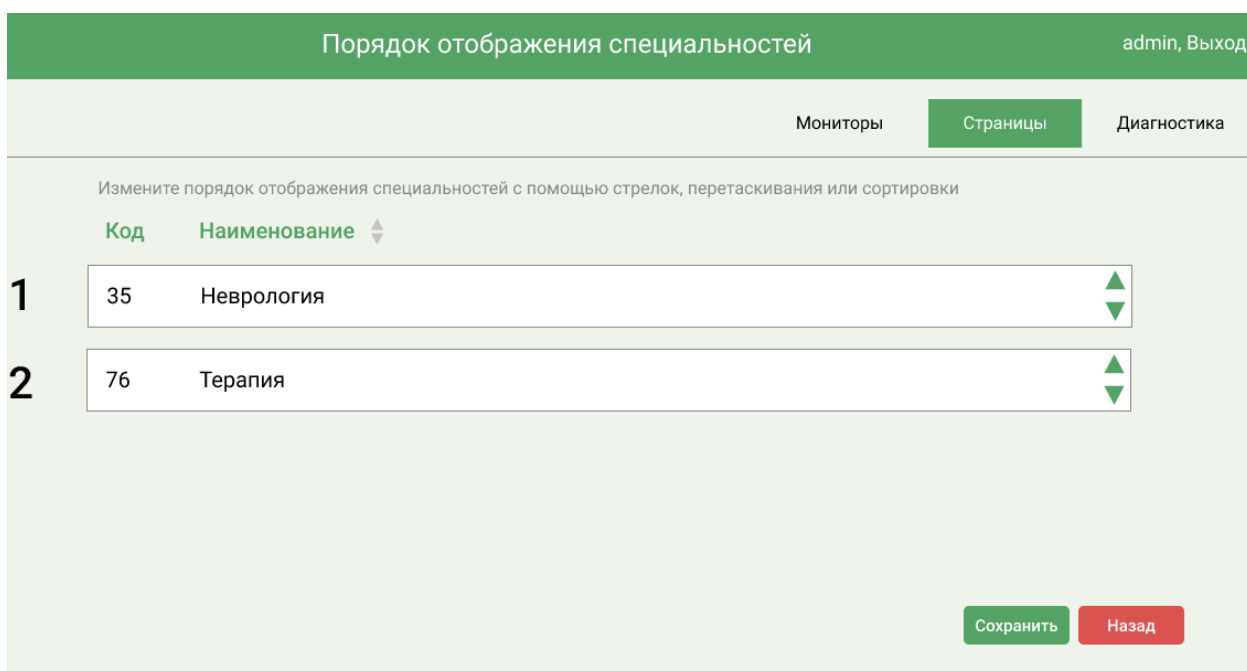 Порядок отображения специальностей
admin, Выход
Мониторы Страницы Диагностика
Измените порядок отображения специальностей с помощью стрелок, перетаскивания или сортировки
Код Наименование
1 35 Неврология
2 76 Терапия
Сохранить Назад